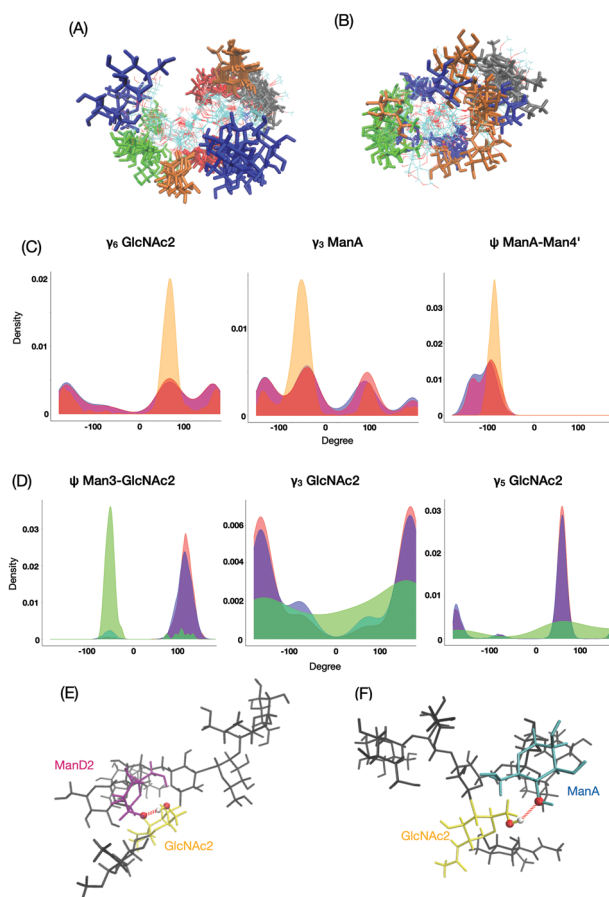 (A)
(B)
(C)
γ₆ GlcNAc2
γ₃ ManA
ψ ManA-Man4'
Density
0.02
0.01
0
-100 0 100
0.01
0
-100 0 100
0.03
0.02
0.01
0
-100 0 100
Degree
(D)
ψ Man3-GlcNAc2
γ₃ GlcNAc2
γ₅ GlcNAc2
Density
0.03
0.02
0.01
0
-100 0 100
0.006
0.004
0.002
0
-100 0 100
0.03
0.02
0.01
0
-100 0 100
Degree
(E)
ManD2
GlcNAc2
(F)
ManA
GlcNAc2